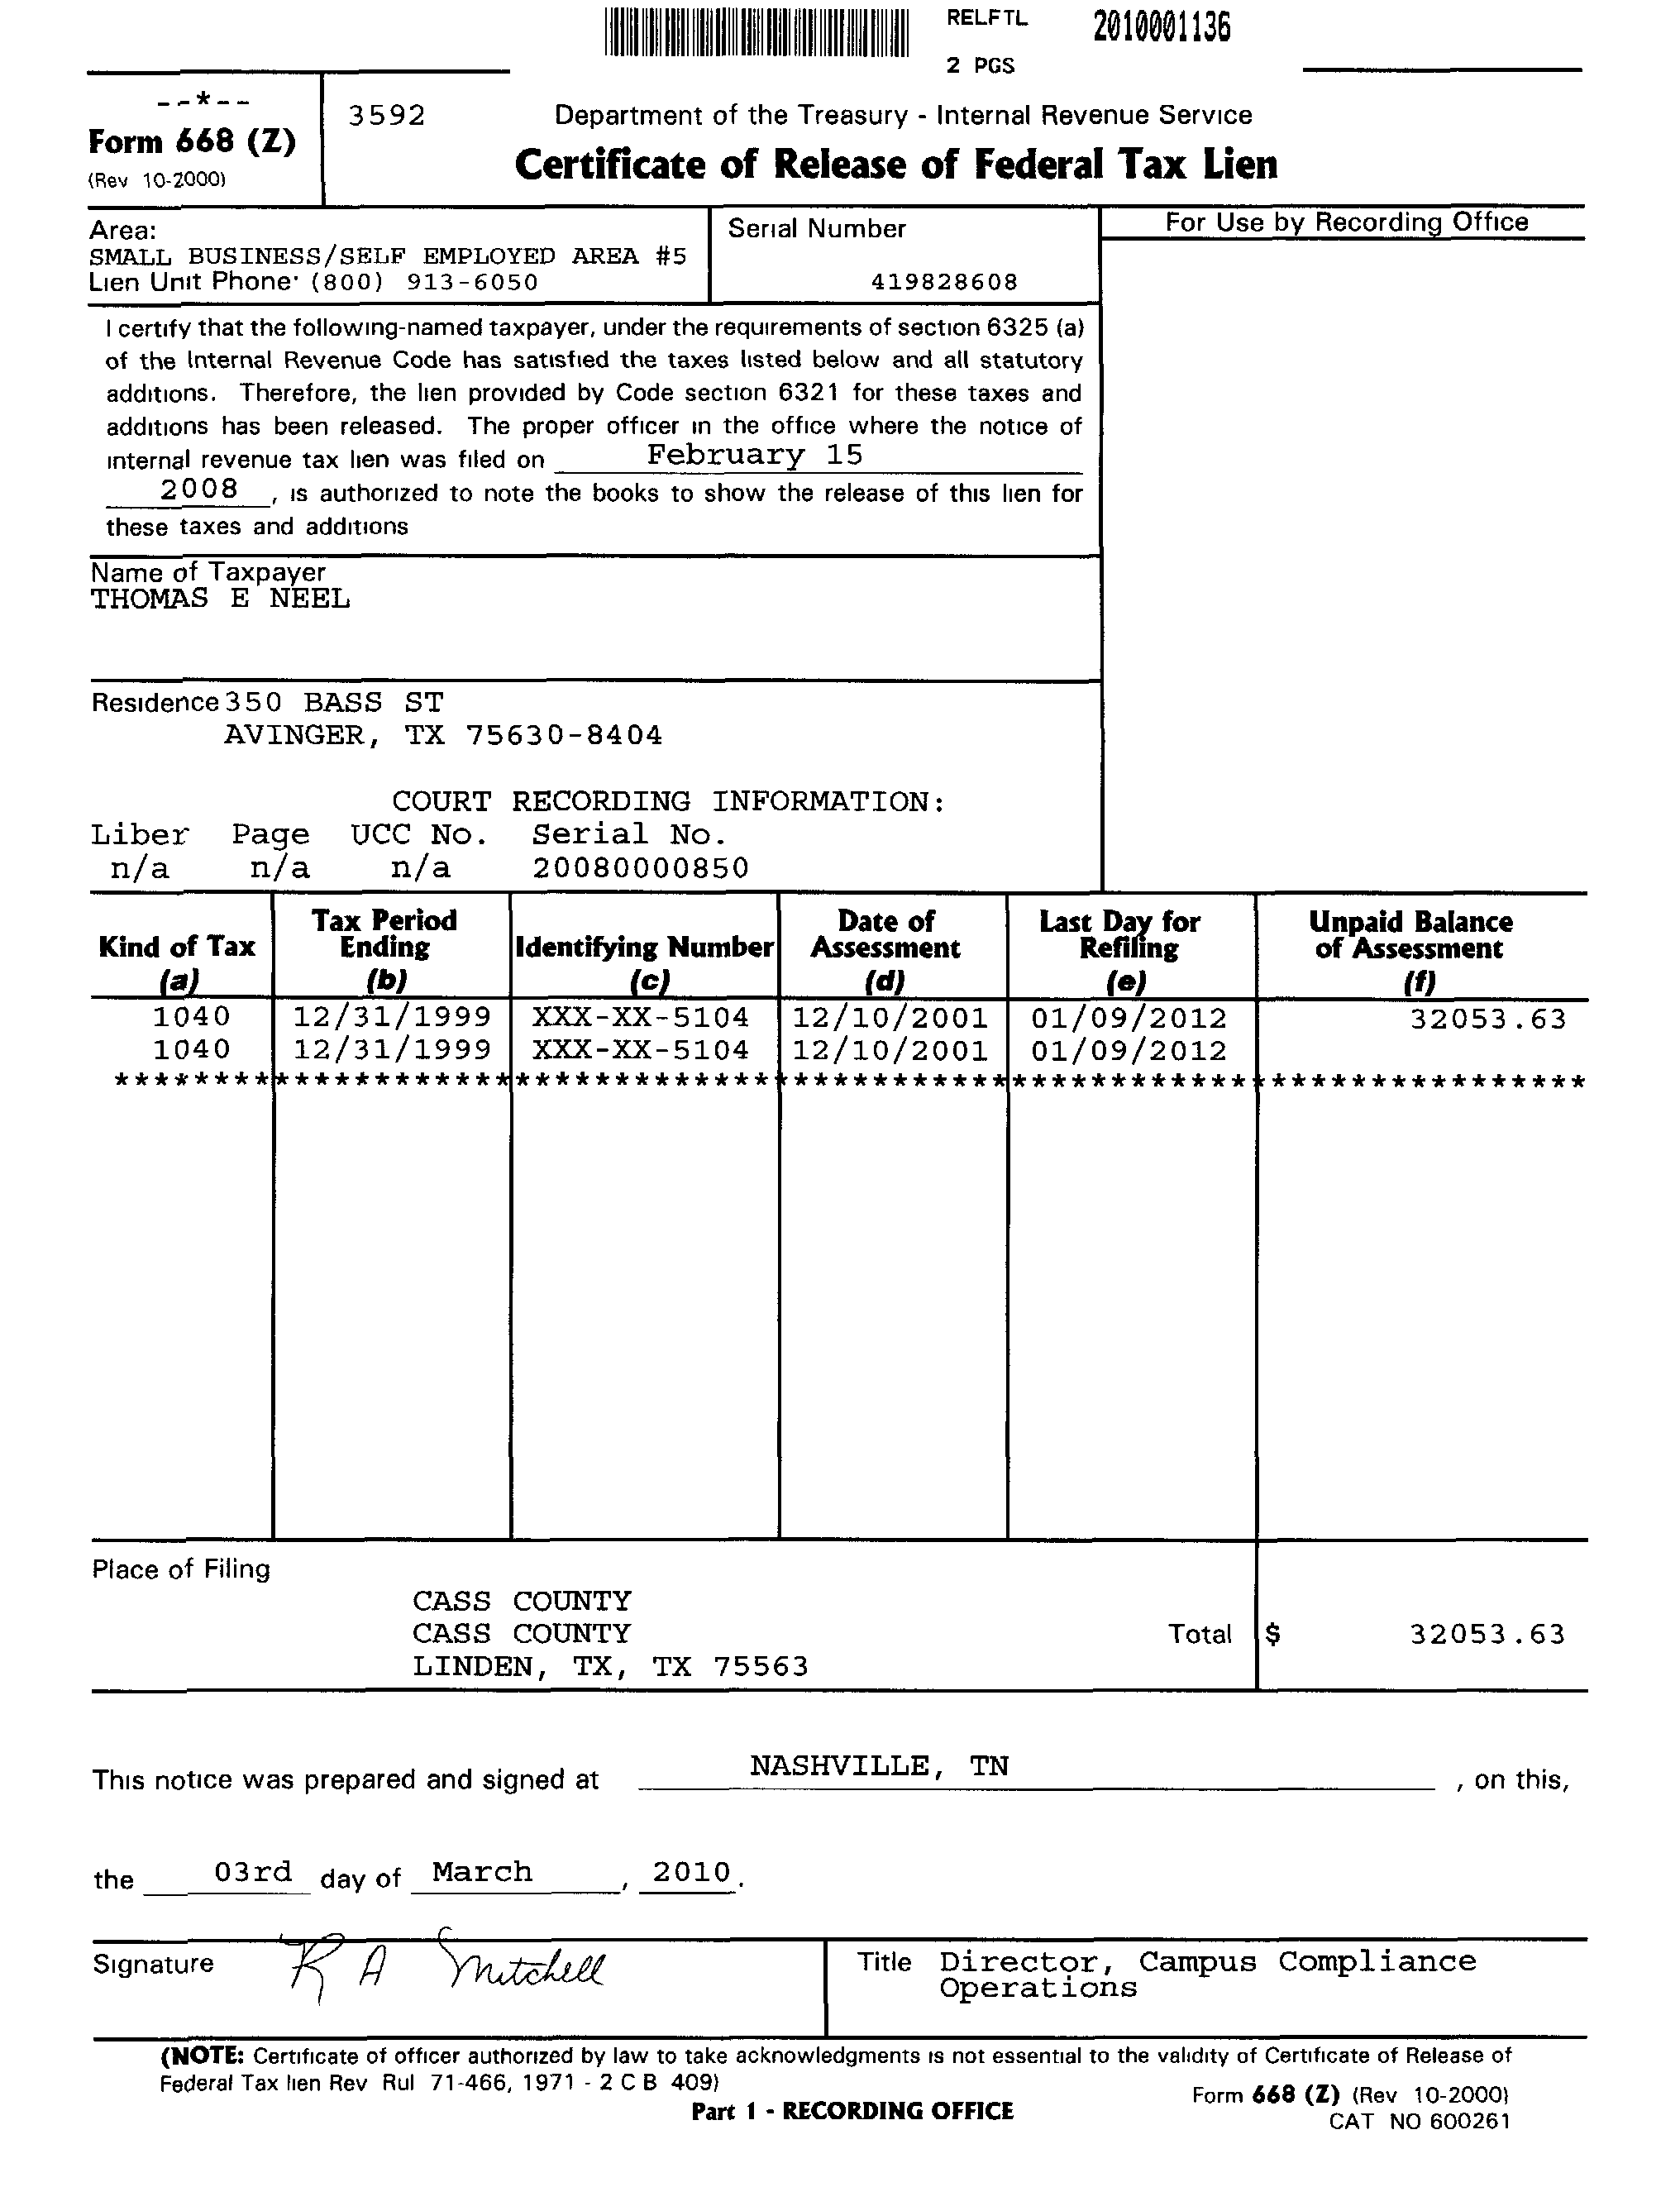 RELFTL 2010001136
2 PGS
--*--
Form 668 (Z)
(Rev 10-2000)
3592
Department of the Treasury - Internal Revenue Service
Certificate of Release of Federal Tax Lien
Area:
SMALL BUSINESS/SELF EMPLOYED AREA #5
Lien Unit Phone: (800) 913-6050
Serial Number
419828608
For Use by Recording Office
I certify that the following-named taxpayer, under the requirements of section 6325 (a)
of the Internal Revenue Code has satisfied the taxes listed below and all statutory
additions. Therefore, the lien provided by Code section 6321 for these taxes and
additions has been released. The proper officer in the office where the notice of
internal revenue tax lien was filed on February 15
2008 , is authorized to note the books to show the release of this lien for
these taxes and additions
Name of Taxpayer
THOMAS E NEEL
Residence 350 BASS ST
AVINGER, TX 75630-8404
COURT RECORDING INFORMATION:
Liber Page UCC No. Serial No.
n/a n/a n/a 20080000850
Kind of Tax (a) Tax Period Ending (b) Identifying Number (c) Date of Assessment (d) Last Day for Refiling (e) Unpaid Balance of Assessment (f)
1040 12/31/1999 XXX-XX-5104 12/10/2001 01/09/2012 32053.63
1040 12/31/1999 XXX-XX-5104 12/10/2001 01/09/2012
**************************************************************************
Place of Filing
CASS COUNTY
CASS COUNTY
LINDEN, TX, TX 75563
Total $ 32053.63
This notice was prepared and signed at NASHVILLE, TN , on this,
the 03rd day of March , 2010.
Signature R A Mitchell
Title Director, Campus Compliance
Operations
(NOTE: Certificate of officer authorized by law to take acknowledgments is not essential to the validity of Certificate of Release of
Federal Tax lien Rev Rul 71-466, 1971 - 2 C B 409)
Part 1 - RECORDING OFFICE
Form 668 (Z) (Rev 10-2000)
CAT NO 600261